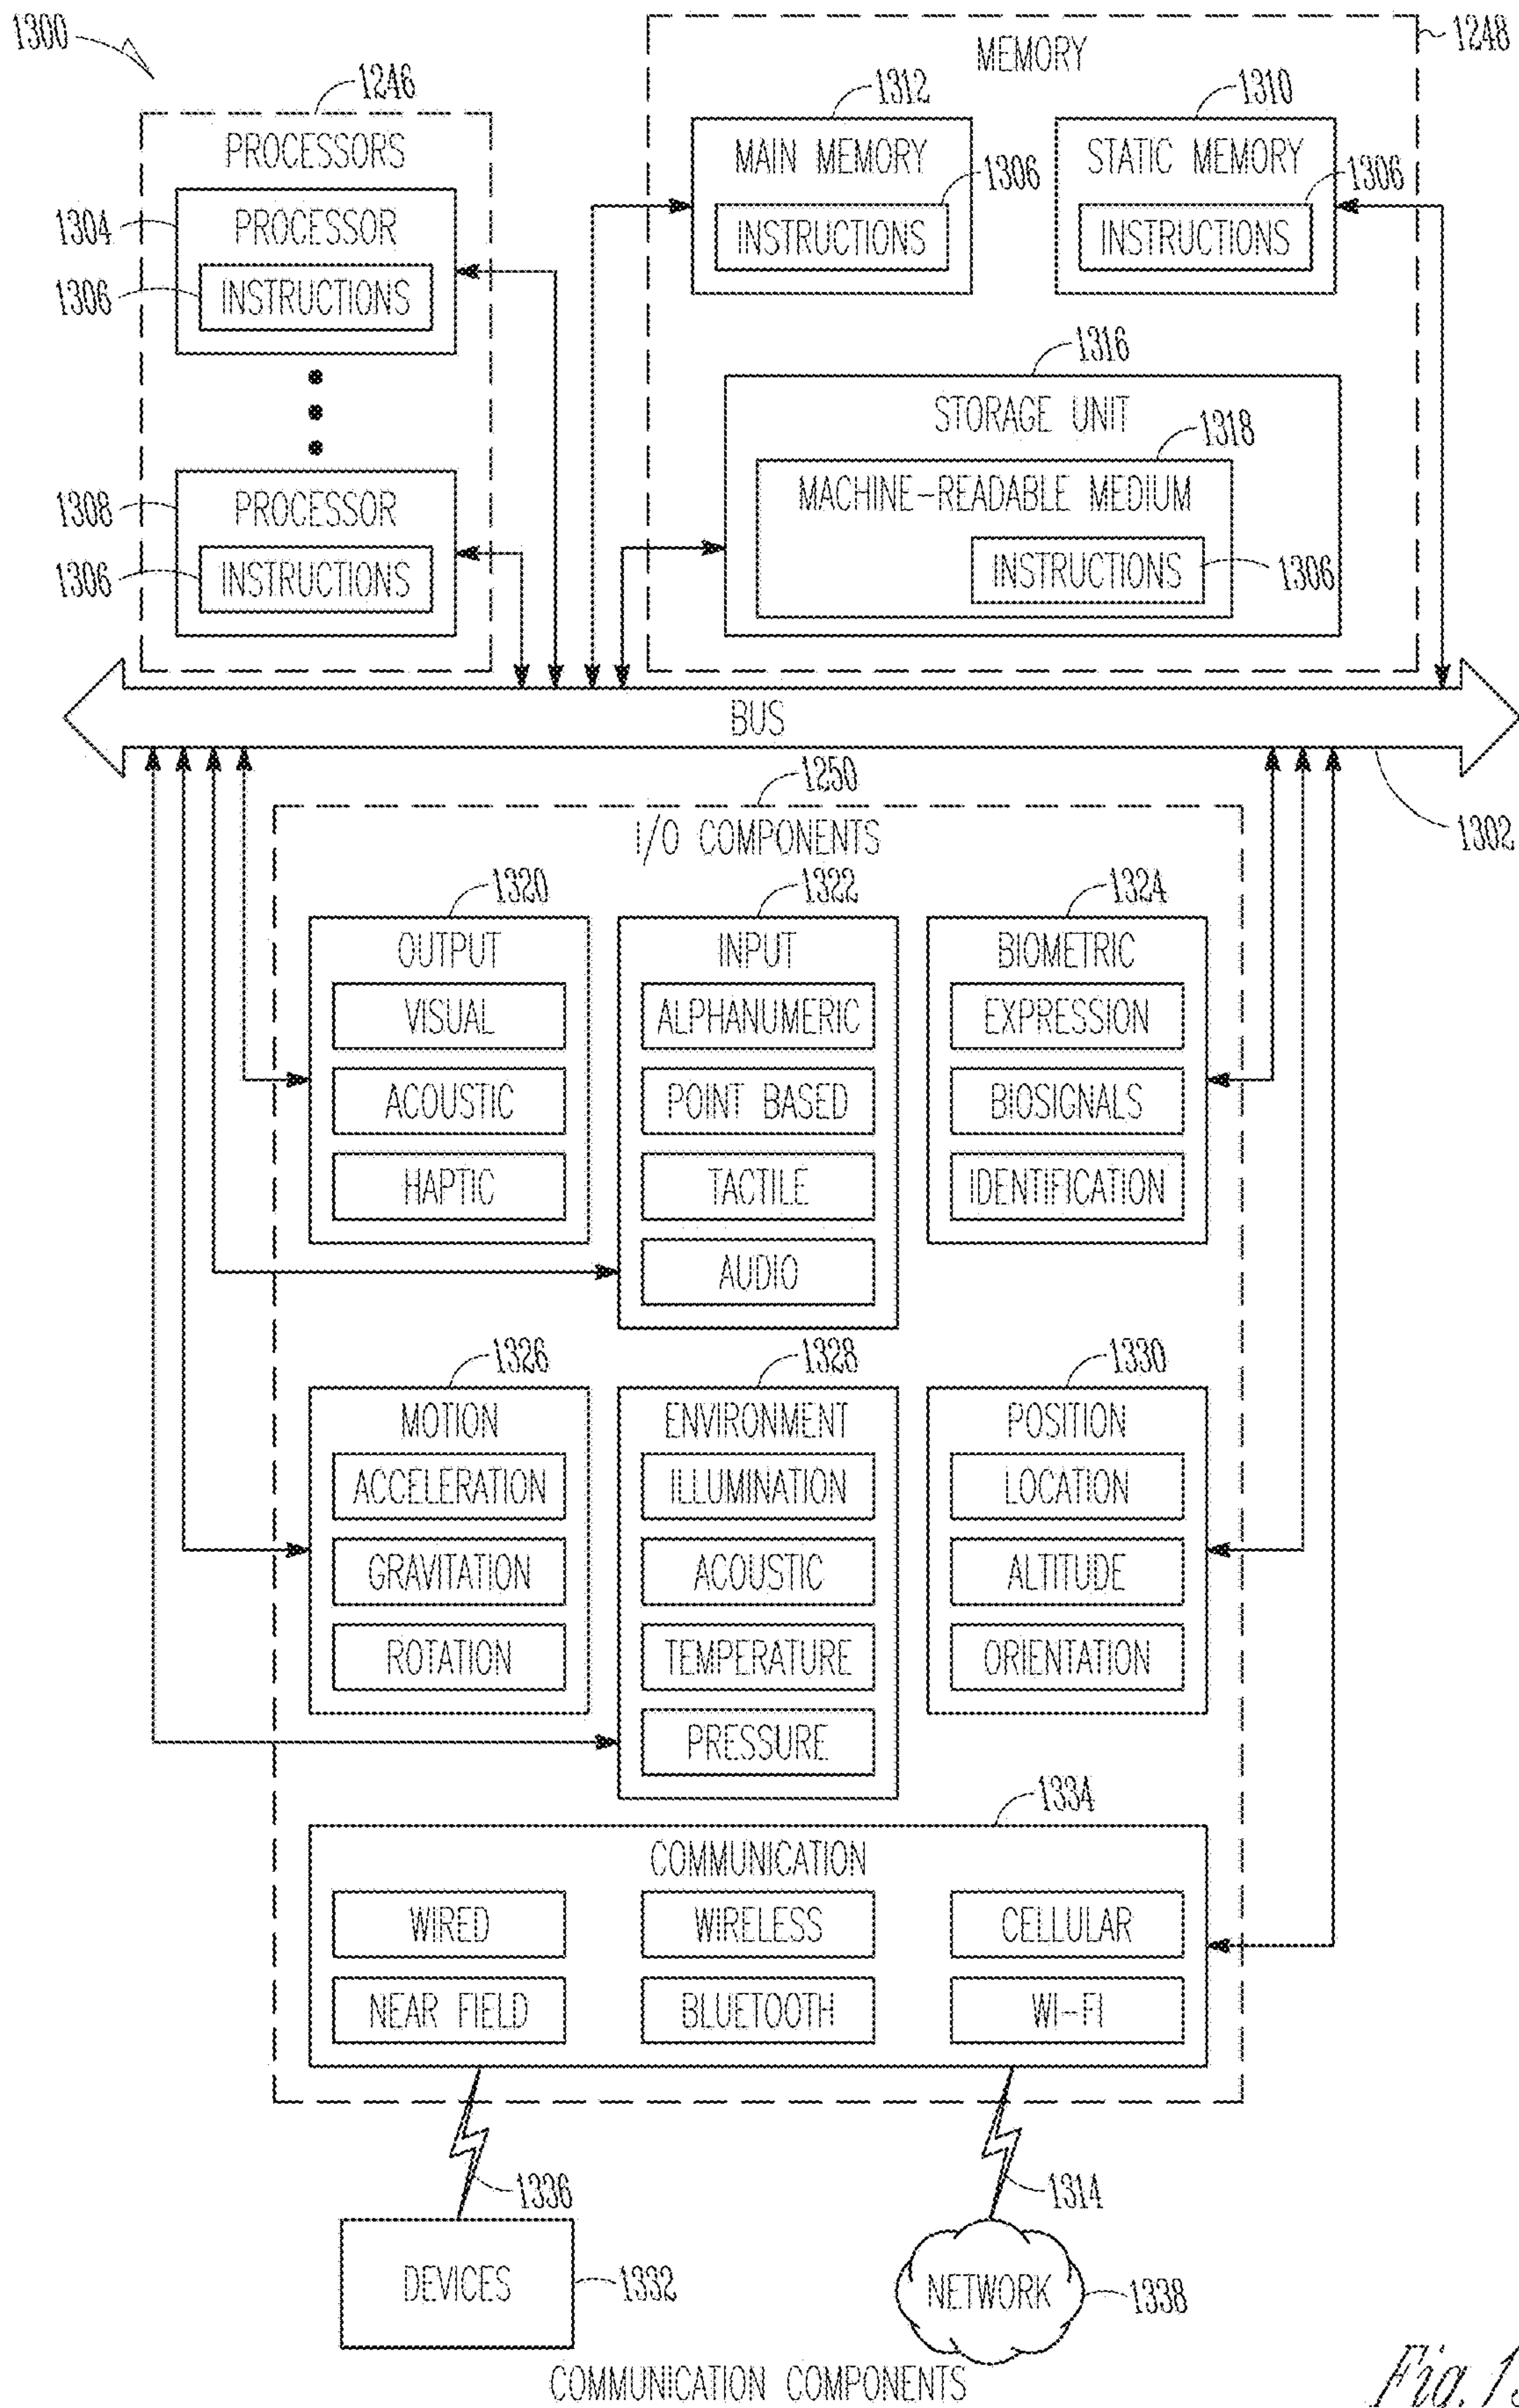 1300
1246
PROCESSORS
1304
PROCESSOR
1306
INSTRUCTIONS
1308
PROCESSOR
1306
INSTRUCTIONS
MEMORY
1248
1312
MAIN MEMORY
1306
INSTRUCTIONS
1310
STATIC MEMORY
1306
INSTRUCTIONS
1316
STORAGE UNIT
1318
MACHINE-READABLE MEDIUM
INSTRUCTIONS
1306
BUS
1302
1250
I/O COMPONENTS
1320
OUTPUT
VISUAL
ACOUSTIC
HAPTIC
1322
INPUT
ALPHANUMERIC
POINT BASED
TACTILE
AUDIO
1324
BIOMETRIC
EXPRESSION
BIOSIGNALS
IDENTIFICATION
1326
MOTION
ACCELERATION
GRAVITATION
ROTATION
1328
ENVIRONMENT
ILLUMINATION
ACOUSTIC
TEMPERATURE
PRESSURE
1330
POSITION
LOCATION
ALTITUDE
ORIENTATION
1334
COMMUNICATION
WIRED
WIRELESS
CELLULAR
NEAR FIELD
BLUETOOTH
WI-FI
1336
1314
DEVICES
1332
NETWORK
1338
COMMUNICATION COMPONENTS
Fig. 1